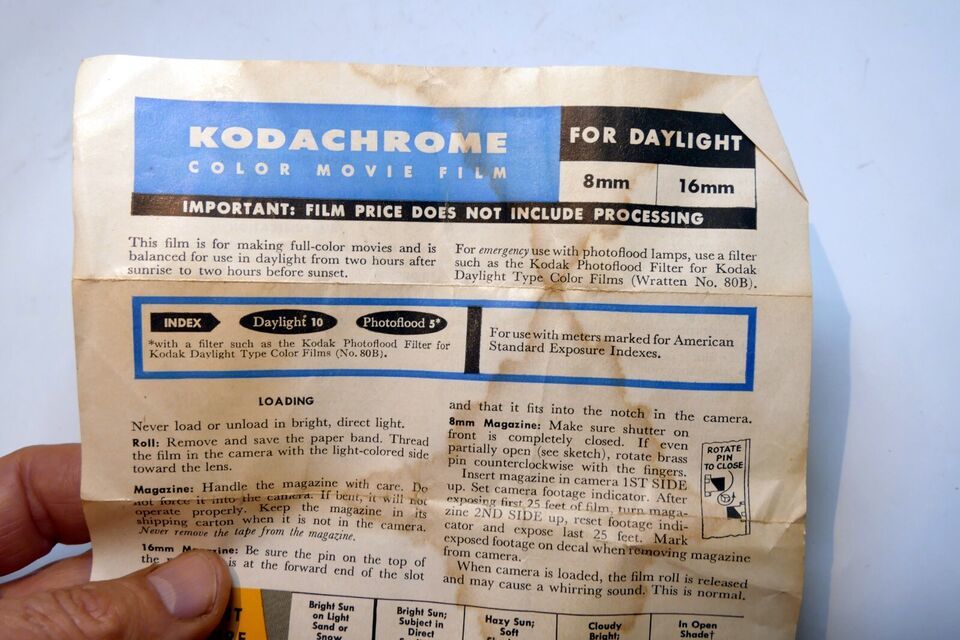 KODACHROME
COLOR MOVIE FILM
FOR DAYLIGHT
8mm
16mm
IMPORTANT: FILM PRICE DOES NOT INCLUDE PROCESSING
This film is for making full-color movies and is
balanced for use in daylight from two hours after
sunrise to two hours before sunset.
For emergency use with photoflood lamps, use a filter
such as the Kodak Photoflood Filter for Kodak
Daylight Type Color Films (Wratten No. 80B).
INDEX
Daylight 10
Photoflood 5*
*with a filter such as the Kodak Photoflood Filter for
Kodak Daylight Type Color Films (No. 80B).
For use with meters marked for American
Standard Exposure Indexes.
LOADING
Never load or unload in bright, direct light.
Roll: Remove and save the paper band. Thread
the film in the camera with the light-colored side
toward the lens.
Magazine: Handle the magazine with care. Do
not force it into the camera. If bent, it will not
operate properly. Keep the magazine in its
shipping carton when it is not in the camera.
Never remove the tape from the magazine.
16mm Magazine: Be sure the pin on the top of
the is at the forward end of the slot
and that it fits into the notch in the camera.
8mm Magazine: Make sure shutter on
front is completely closed. If even
partially open (see sketch), rotate brass
pin counterclockwise with the fingers.
Insert magazine in camera 1ST SIDE
up. Set camera footage indicator. After
exposing first 25 feet of film, turn maga-
zine 2ND SIDE up, reset footage indi-
cator and expose last 25 feet. Mark
exposed footage on decal when removing magazine
from camera.
When camera is loaded, the film roll is released
and may cause a whirring sound. This is normal.
ROTATE
PIN
TO CLOSE
Bright Sun
on Light
Sand or
Snow
Bright Sun;
Subject in
Direct
Hazy Sun;
Soft
Cloudy
Bright;
In Open
Shade†